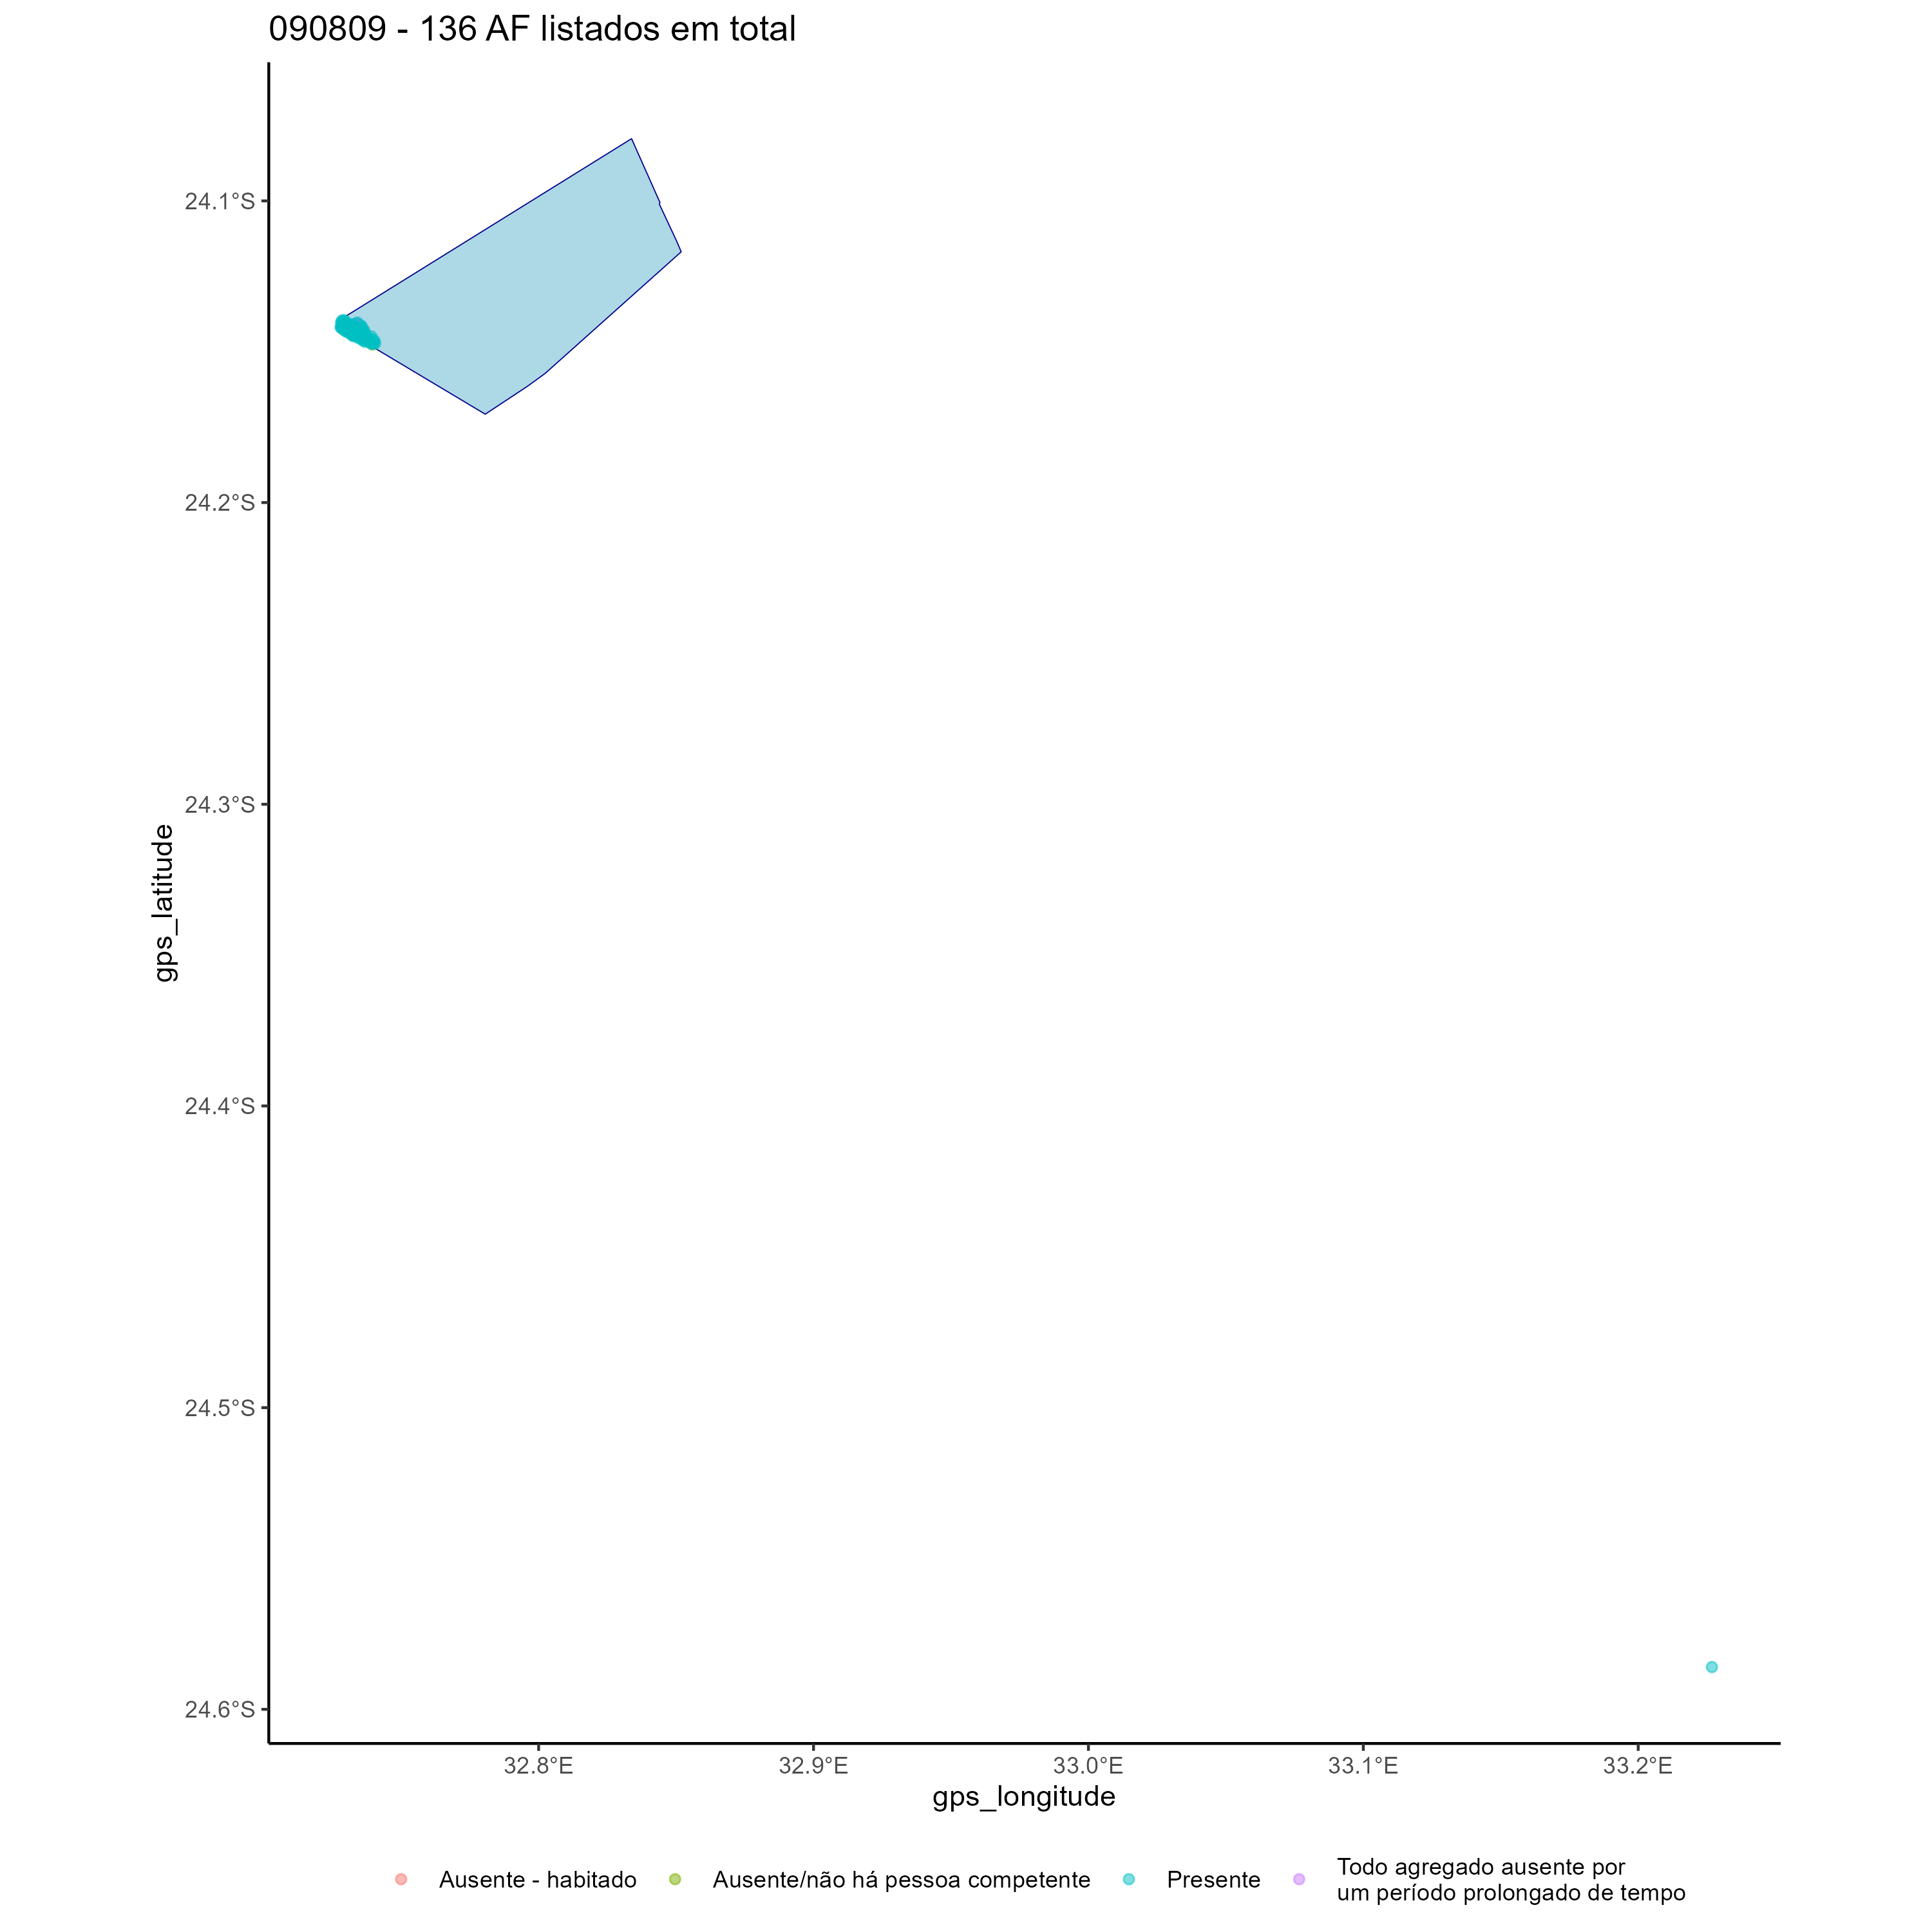 090809 - 136 AF listados em total
24.1°S
24.2°S
24.3°S
24.4°S
24.5°S
24.6°S
gps_latitude
32.8°E
32.9°E
33.0°E
33.1°E
33.2°E
gps_longitude
Ausente - habitado
Ausente/não há pessoa competente
Presente
Todo agregado ausente por
um período prolongado de tempo